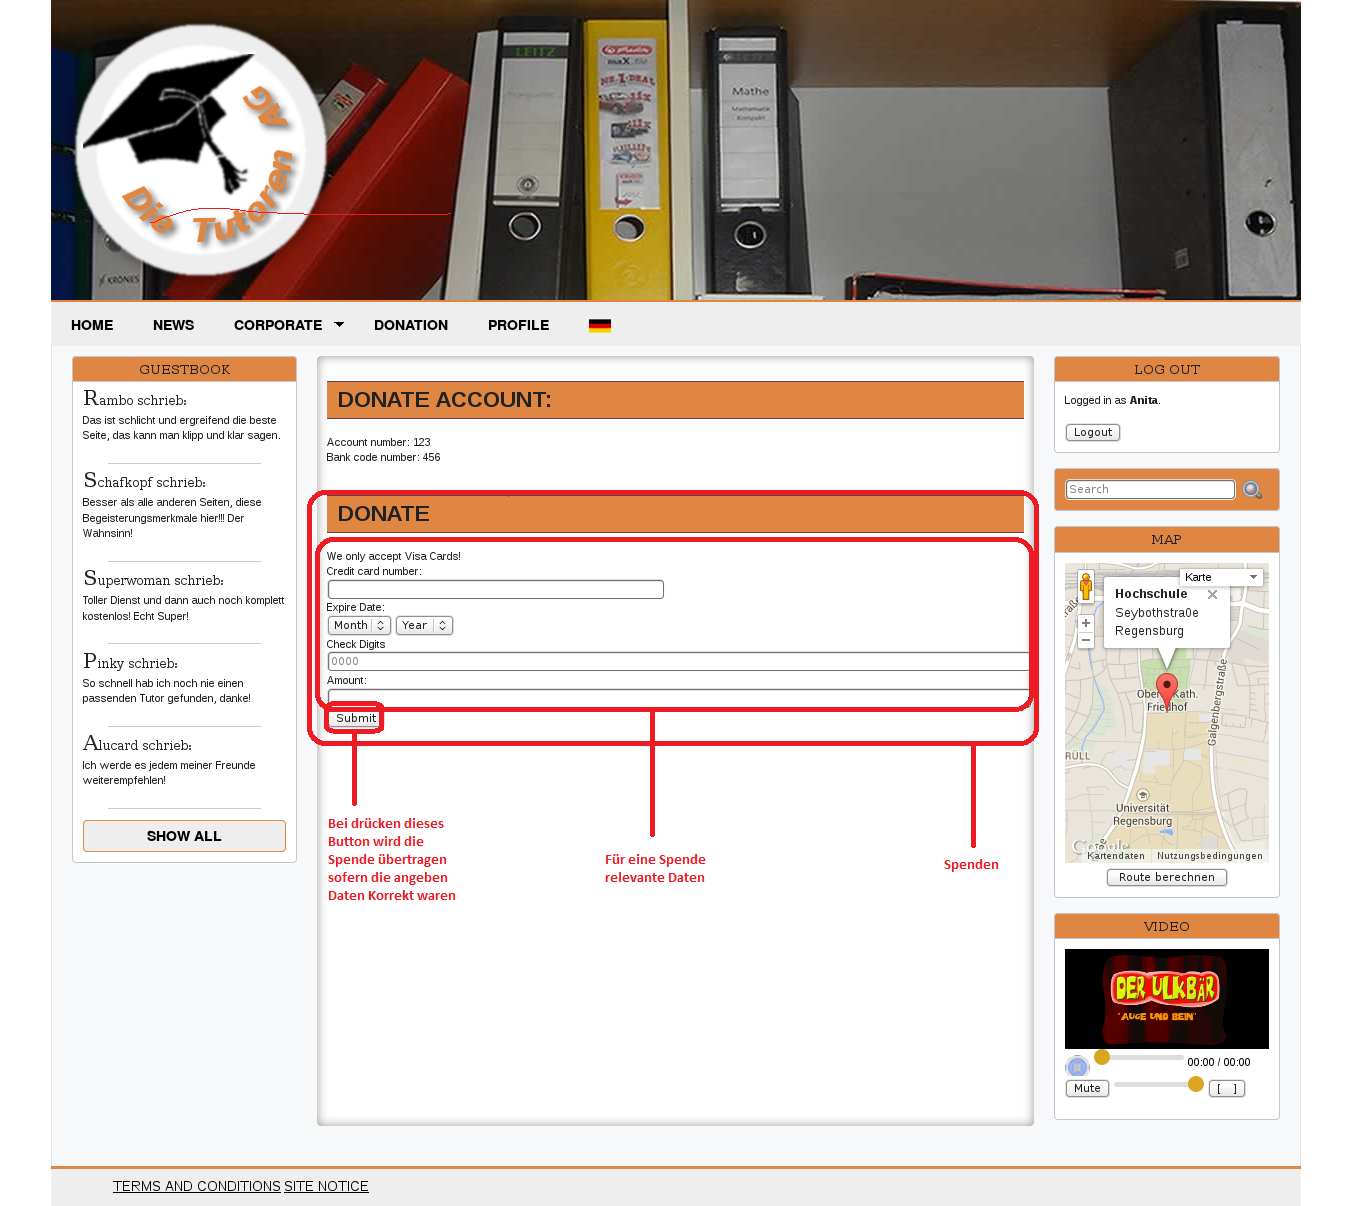 Die Tutoren AG
LEITZ
maX.file
NR.1-DEAL
Mathe
Mathematik
Kompakt
KRONES
HOME
NEWS
CORPORATE
DONATION
PROFILE
GUESTBOOK
Rambo schrieb:
Das ist schlicht und ergreifend die beste
Seite, das kann man klipp und klar sagen.
Schafkopf schrieb:
Besser als alle anderen Seiten, diese
Begeisterungsmerkmale hier!!! Der
Wahnsinn!
Superwoman schrieb:
Toller Dienst und dann auch noch komplett
kostenlos! Echt Super!
Pinky schrieb:
So schnell hab ich noch nie einen
passenden Tutor gefunden, danke!
Alucard schrieb:
Ich werde es jedem meiner Freunde
weiterempfehlen!
SHOW ALL
DONATE ACCOUNT:
Account number: 123
Bank code number: 456
DONATE
We only accept Visa Cards!
Credit card number:
Expire Date:
Month Year
Check Digits
0000
Amount:
Submit
Bei drücken dieses
Button wird die
Spende übertragen
sofern die angeben
Daten Korrekt waren
Für eine Spende
relevante Daten
Spenden
LOG OUT
Logged in as Anita.
Logout
Search
MAP
Karte
Hochschule
Seybothstraße
Regensburg
Kath.
Galgenbergstraße
RÜLL
Universität
Regensburg
Google
Kartendaten Nutzungsbedingungen
Route berechnen
VIDEO
DER ULKBÄR
"AUGE UND BEIN"
00:00 / 00:00
Mute
[ ]
TERMS AND CONDITIONS SITE NOTICE